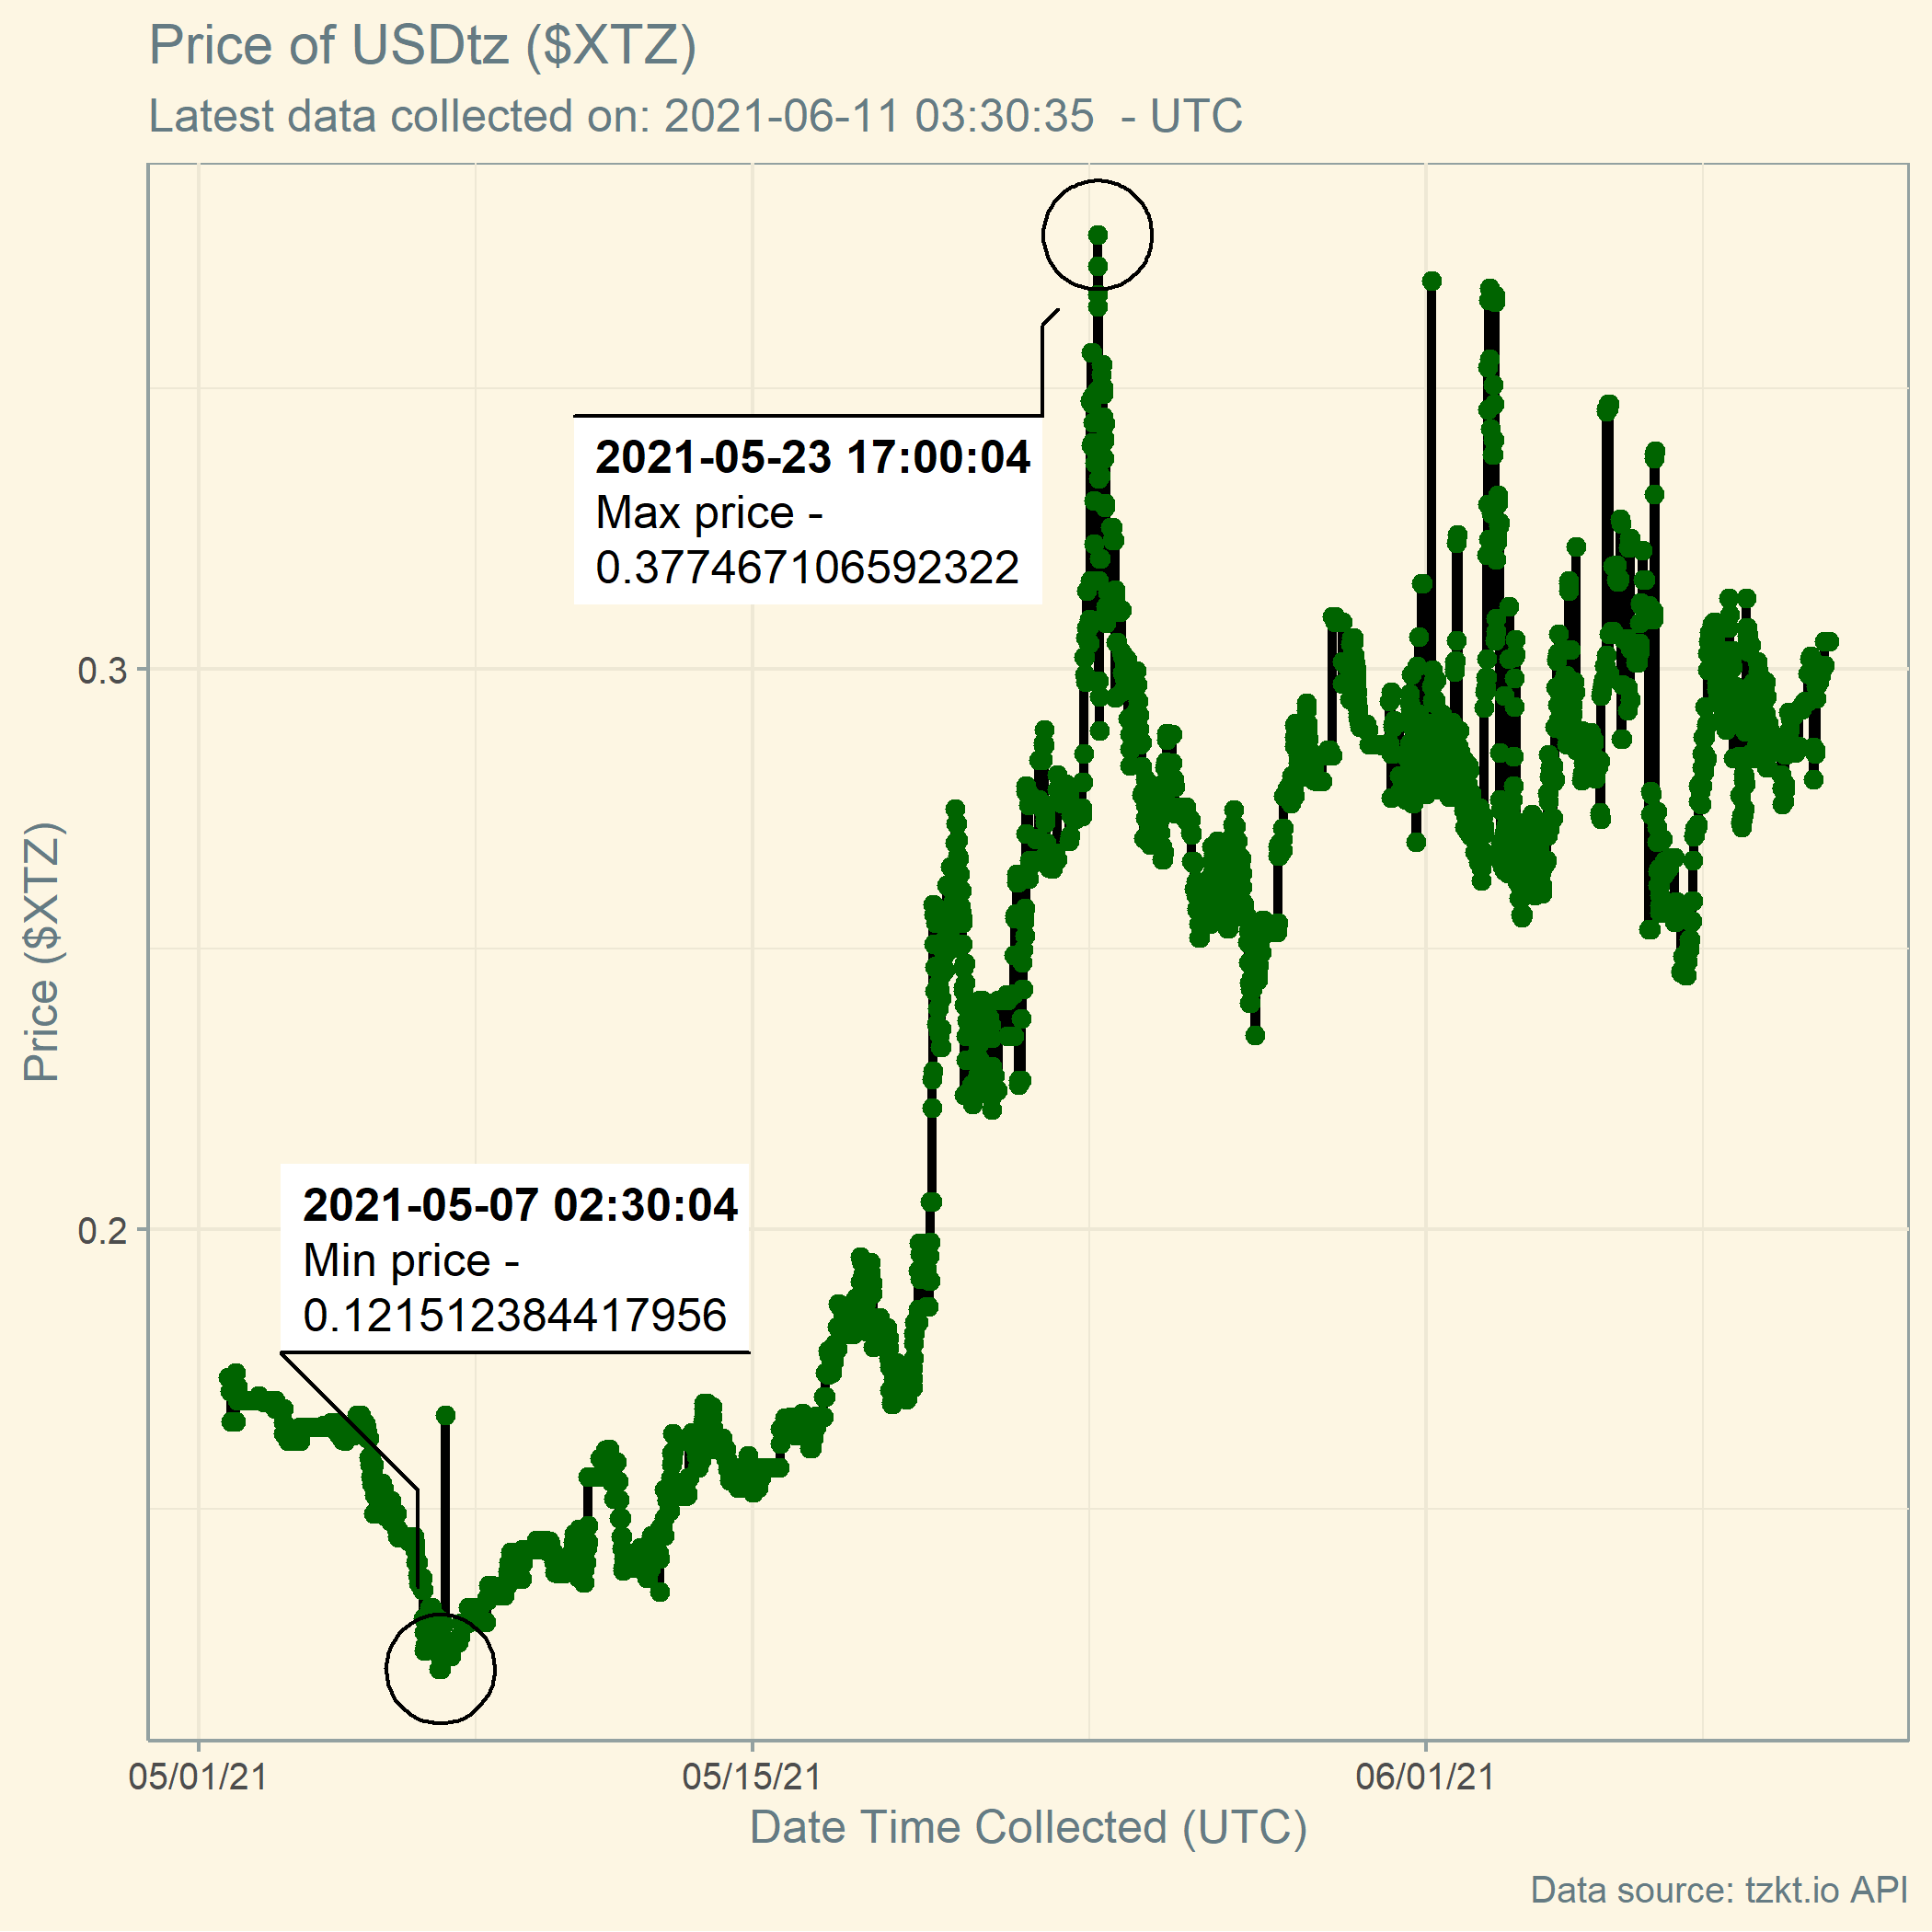 Price of USDtz ($XTZ)
Latest data collected on: 2021-06-11 03:30:35  - UTC
2021-05-23 17:00:04
Max price -
0.377467106592322
0.3
Price ($XTZ)
0.2
2021-05-07 02:30:04
Min price -
0.121512384417956
05/01/21
05/15/21
06/01/21
Date Time Collected (UTC)
Data source: tzkt.io API